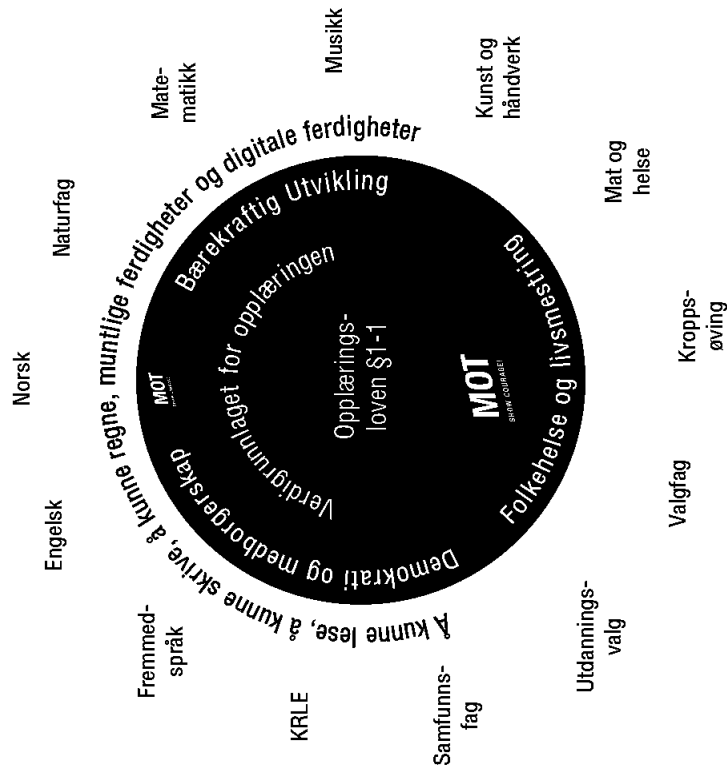 Norsk
Naturfag
Mate-
matikk
Musikk
Kunst og
håndverk
Mat og
helse
Kropps-
øving
Valgfag
Utdannings-
valg
Samfunns-
fag
KRLE
Fremmed-
språk
Engelsk
Å kunne lese, å kunne skrive, å kunne regne, muntlige ferdigheter og digitale ferdigheter
Demokrati og medborgerskap
MOT
Bærekraftig Utvikling
Verdigrunnlaget for opplæringen
Opplærings-
loven §1-1
MOT
SHOW COURAGE!
Folkehelse og livsmestring